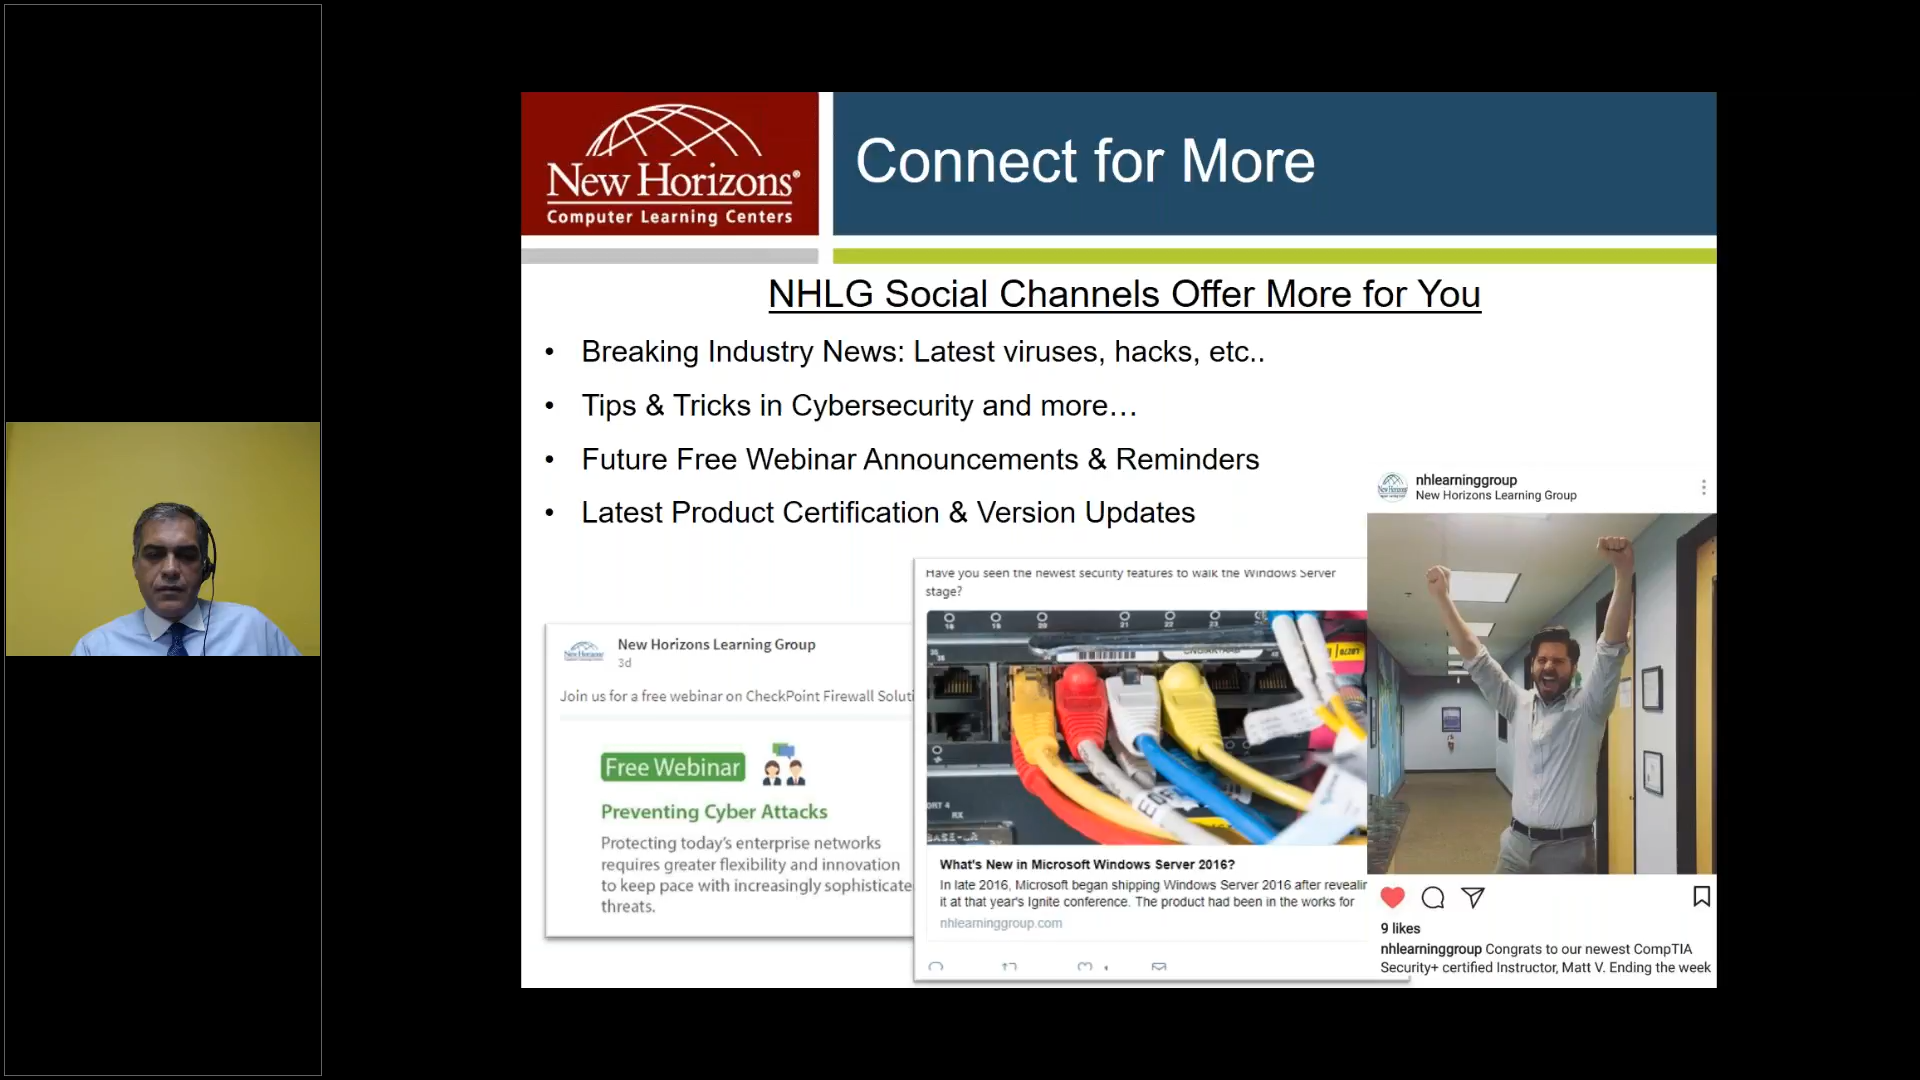 New Horizons®
Computer Learning Centers
Connect for More
NHLG Social Channels Offer More for You
• Breaking Industry News: Latest viruses, hacks, etc..
• Tips & Tricks in Cybersecurity and more…
• Future Free Webinar Announcements & Reminders
• Latest Product Certification & Version Updates
New Horizons Learning Group
3d
Join us for a free webinar on CheckPoint Firewall Soluti
Free Webinar
Preventing Cyber Attacks
Protecting today's enterprise networks
requires greater flexibility and innovation
to keep pace with increasingly sophisticate
threats.
Have you seen the newest security features to walk the Windows Server
stage?
What's New in Microsoft Windows Server 2016?
In late 2016, Microsoft began shipping Windows Server 2016 after revealin
it at that year's Ignite conference. The product had been in the works for
nhlearninggroup.com
nhlearninggroup
New Horizons Learning Group
9 likes
nhlearninggroup Congrats to our newest CompTIA
Security+ certified Instructor, Matt V. Ending the week